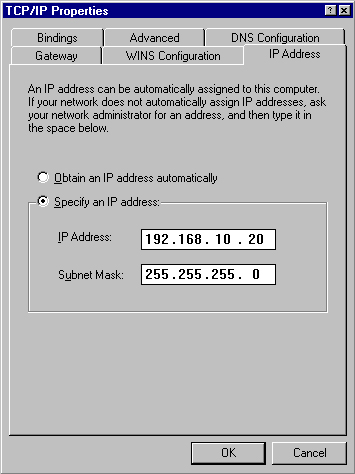 TCP/IP Properties
Bindings Advanced DNS Configuration
Gateway WINS Configuration IP Address
An IP address can be automatically assigned to this computer.
If your network does not automatically assign IP addresses, ask
your network administrator for an address, and then type it in
the space below.
Obtain an IP address automatically
Specify an IP address:
IP Address: 192.168. 10 . 20
Subnet Mask: 255.255.255. 0
OK Cancel